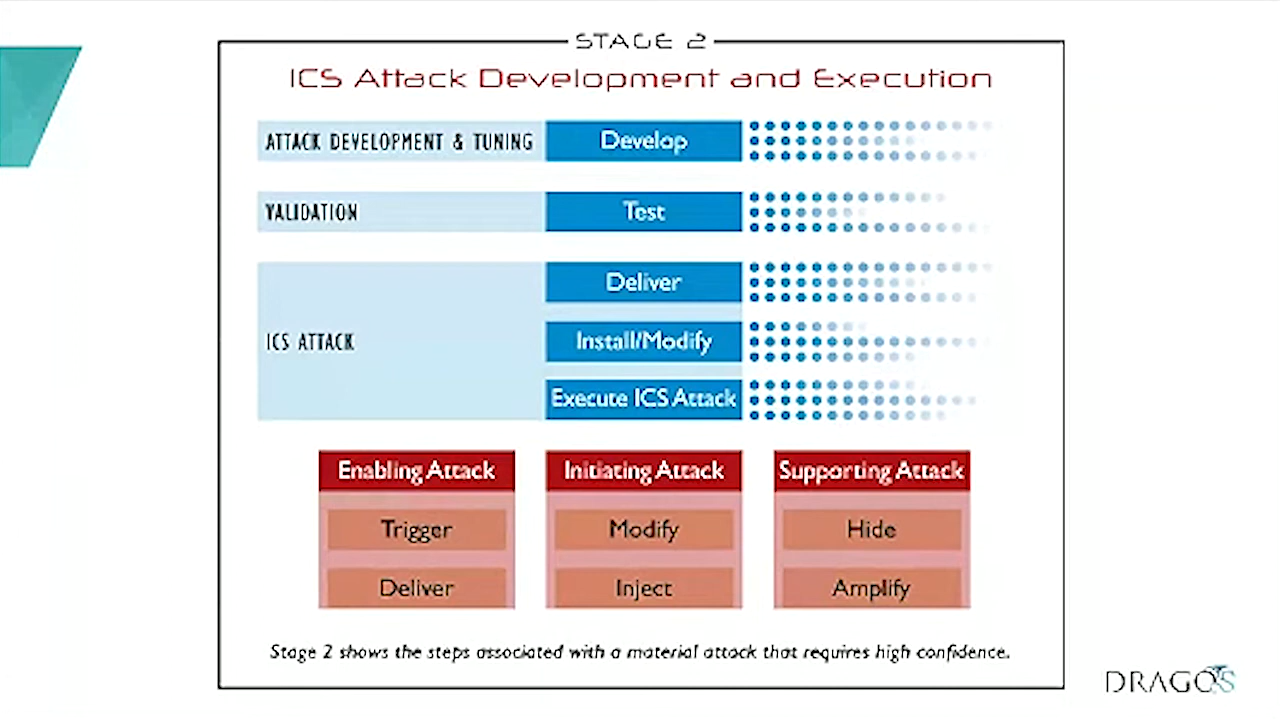 STAGE 2
ICS Attack Development and Execution
ATTACK DEVELOPMENT & TUNING Develop
VALIDATION Test
Deliver
ICS ATTACK Install/Modify
Execute ICS Attack
Enabling Attack Initiating Attack Supporting Attack
Trigger Modify Hide
Deliver Inject Amplify
Stage 2 shows the steps associated with a material attack that requires high confidence.
DRAGOS